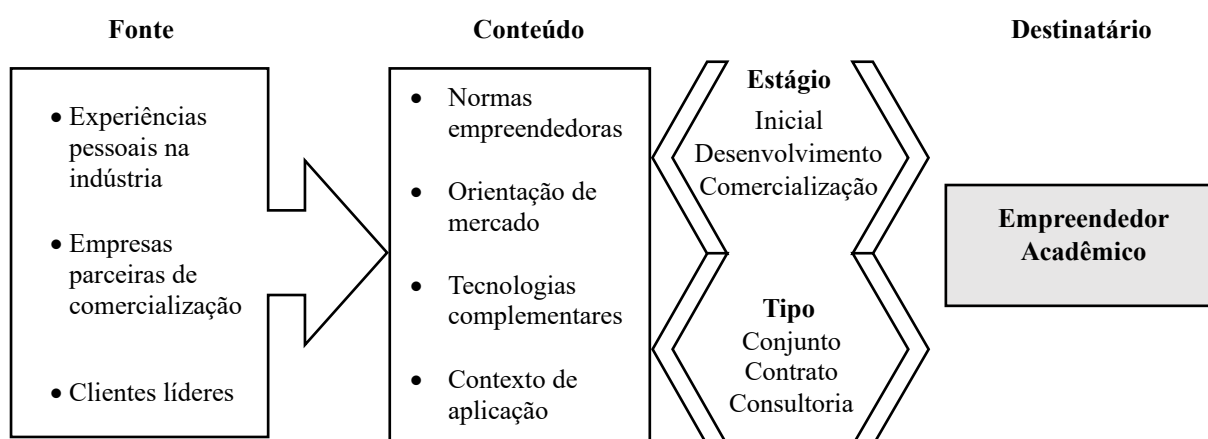 Fonte
Conteúdo
Destinatário
• Experiências
pessoais na
indústria
• Empresas
parceiras de
comercialização
• Clientes líderes
• Normas
empreendedoras
• Orientação de
mercado
• Tecnologias
complementares
• Contexto de
aplicação
Estágio
Inicial
Desenvolvimento
Comercialização
Tipo
Conjunto
Contrato
Consultoria
Empreendedor
Acadêmico